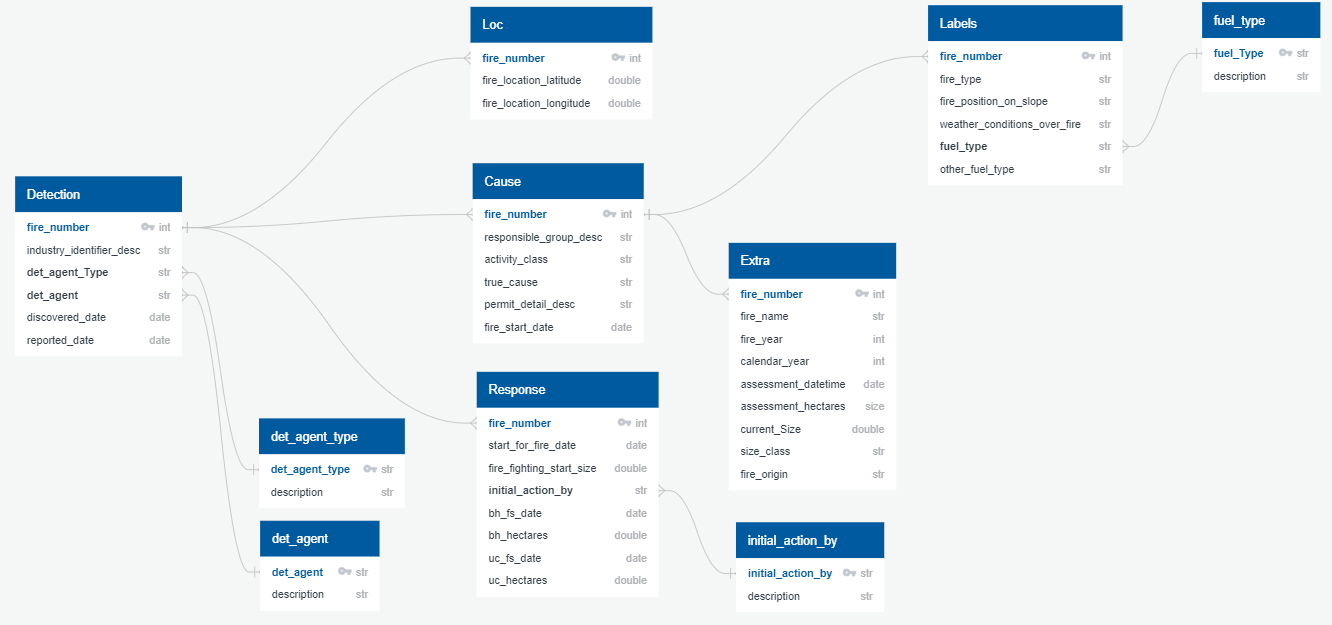 Loc
fire_number int
fire_location_latitude double
fire_location_longitude double
Labels
fire_number int
fire_type str
fire_position_on_slope str
weather_conditions_over_fire str
fuel_type str
other_fuel_type str
fuel_type
fuel_Type str
description str
Detection
fire_number int
industry_identifier_desc str
det_agent_Type str
det_agent str
discovered_date date
reported_date date
Cause
fire_number int
responsible_group_desc str
activity_class str
true_cause str
permit_detail_desc str
fire_start_date date
Extra
fire_number int
fire_name str
fire_year int
calendar_year int
assessment_datetime date
assessment_hectares size
current_Size double
size_class str
fire_origin str
Response
fire_number int
start_for_fire_date date
fire_fighting_start_size double
initial_action_by str
bh_fs_date date
bh_hectares double
uc_fs_date date
uc_hectares double
det_agent_type
det_agent_type str
description str
det_agent
det_agent str
description str
initial_action_by
initial_action_by str
description str